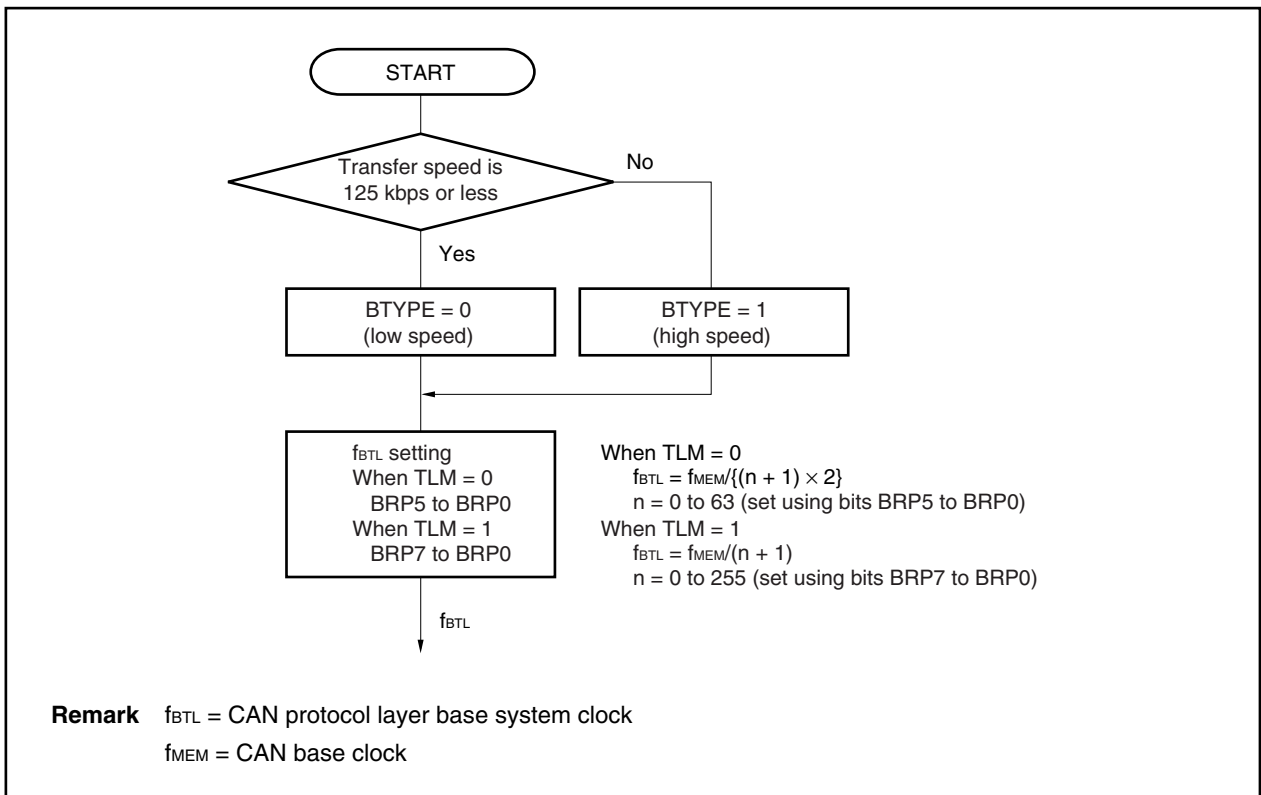 START
Transfer speed is
125 kbps or less
No
Yes
BTYPE = 0
(low speed)
BTYPE = 1
(high speed)
fBTL setting
When TLM = 0
BRP5 to BRP0
When TLM = 1
BRP7 to BRP0
When TLM = 0
fBTL = fMEM/{(n + 1) × 2}
n = 0 to 63 (set using bits BRP5 to BRP0)
When TLM = 1
fBTL = fMEM/(n + 1)
n = 0 to 255 (set using bits BRP7 to BRP0)
fBTL
Remark fBTL = CAN protocol layer base system clock
fMEM = CAN base clock